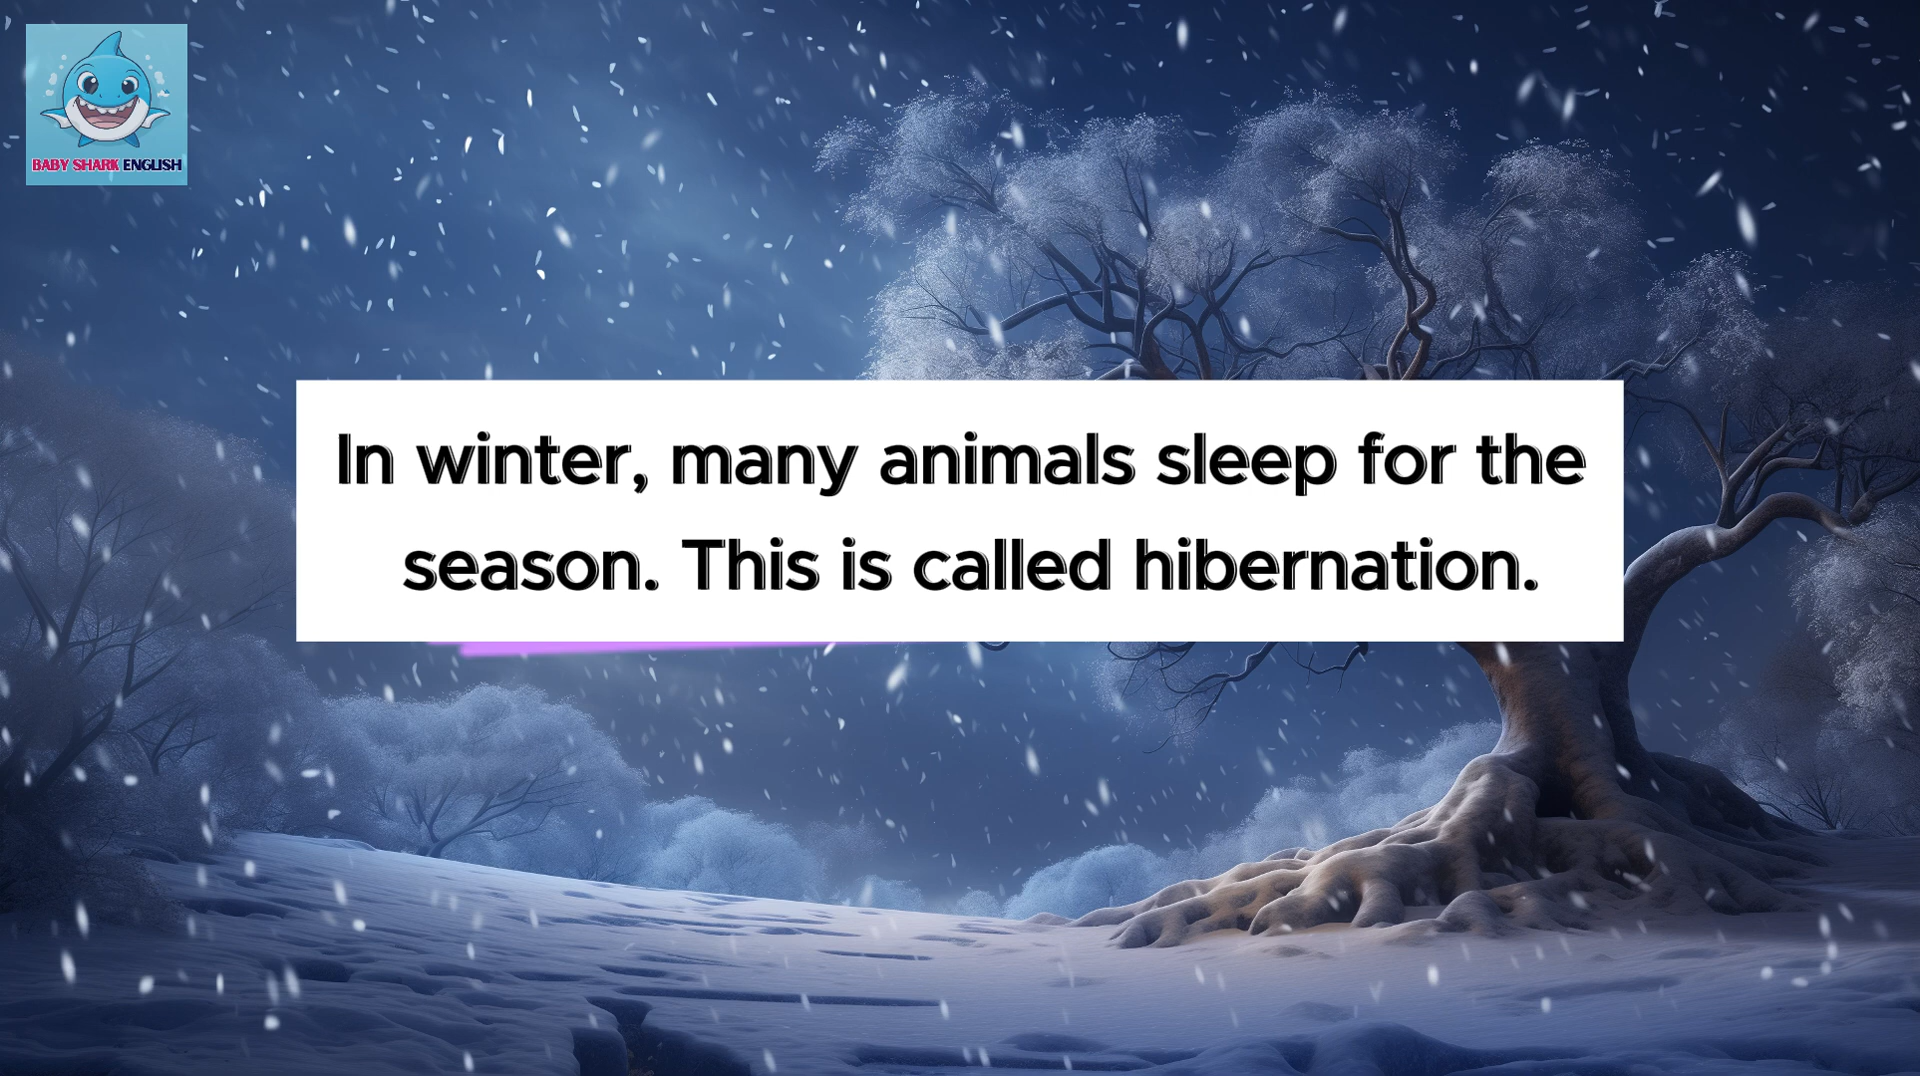 BABY SHARK ENGLISH
In winter, many animals sleep for the
season. This is called hibernation.